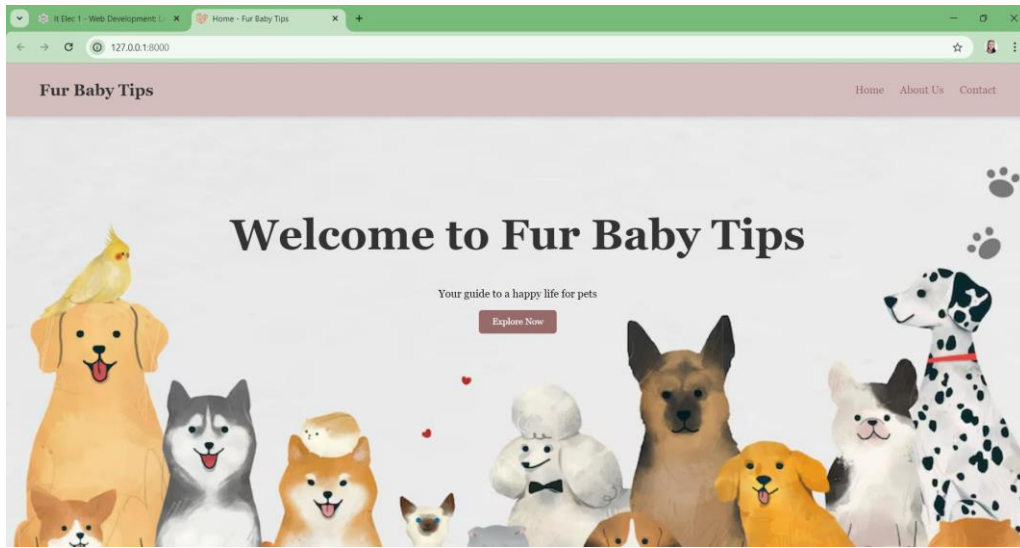 It Elec 1 - Web Development: L
Home - Fur Baby Tips
127.0.0.1:8000
Fur Baby Tips
Home About Us Contact
Welcome to Fur Baby Tips
Your guide to a happy life for pets
Explore Now